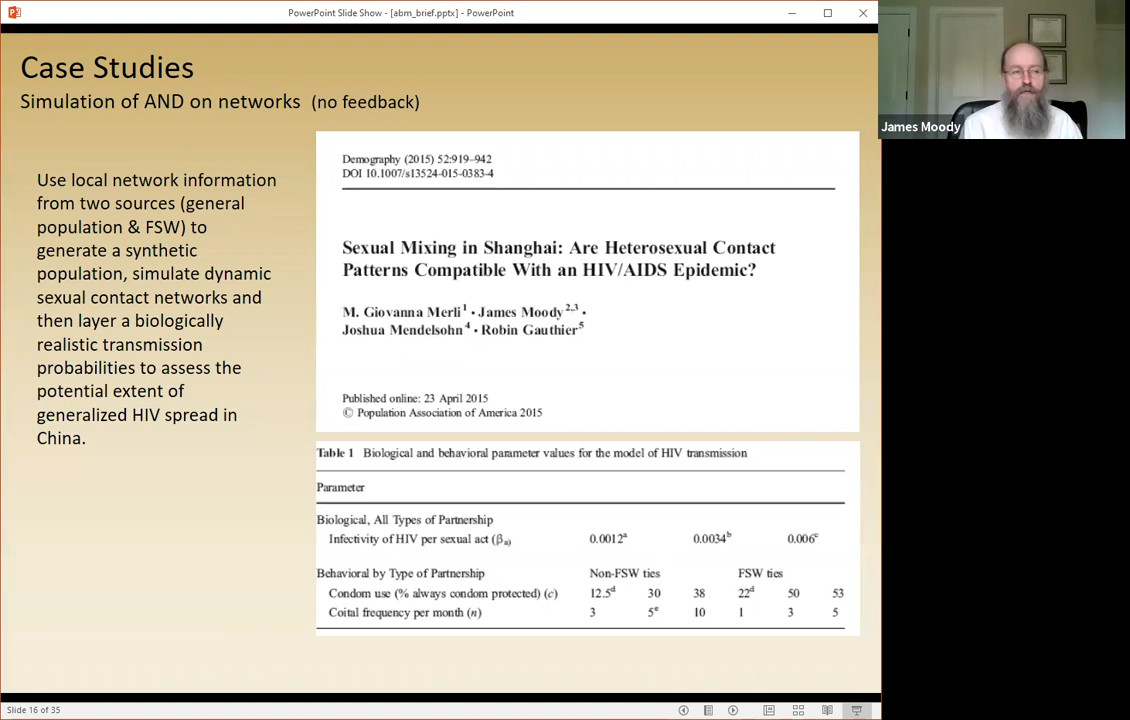 PowerPoint Slide Show - [abm_brief.pptx] - PowerPoint
Case Studies
Simulation of AND on networks (no feedback)
James Moody
Use local network information
from two sources (general
population & FSW) to
generate a synthetic
population, simulate dynamic
sexual contact networks and
then layer a biologically
realistic transmission
probabilities to assess the
potential extent of
generalized HIV spread in
China.
Demography (2015) 52:919–942
DOI 10.1007/s13524-015-0383-4
Sexual Mixing in Shanghai: Are Heterosexual Contact
Patterns Compatible With an HIV/AIDS Epidemic?
M. Giovanna Merli1 · James Moody2,3 ·
Joshua Mendelsohn4 · Robin Gauthier5
Published online: 23 April 2015
© Population Association of America 2015
Table 1 Biological and behavioral parameter values for the model of HIV transmission
Parameter
Biological, All Types of Partnership
Infectivity of HIV per sexual act (βa) 0.0012a 0.0034b 0.006c
Behavioral by Type of Partnership Non-FSW ties FSW ties
Condom use (% always condom protected) (c) 12.5d 30 38 22d 50 53
Coital frequency per month (n) 3 5e 10 1 3 5
Slide 16 of 35